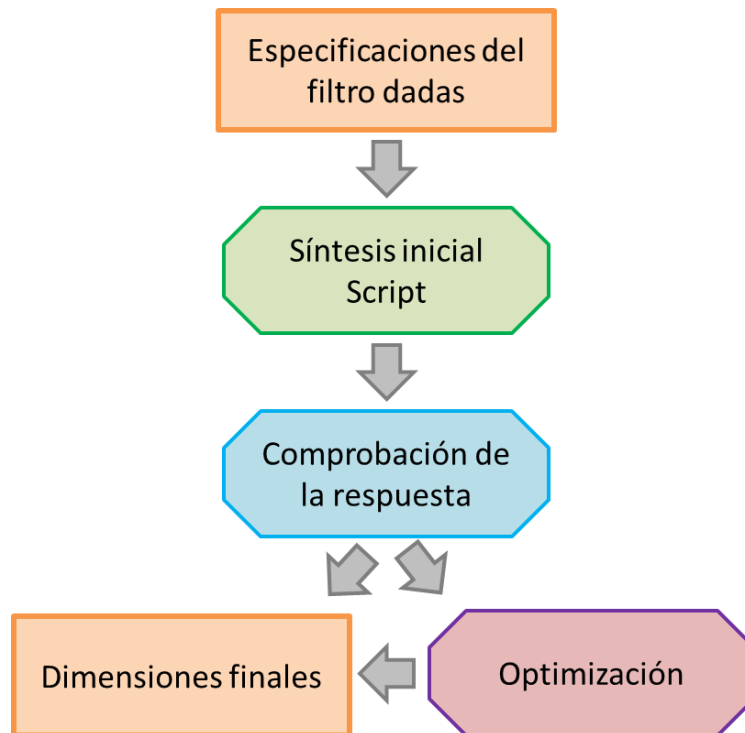 Especificaciones del
filtro dadas
Síntesis inicial
Script
Comprobación de
la respuesta
Dimensiones finales
Optimización